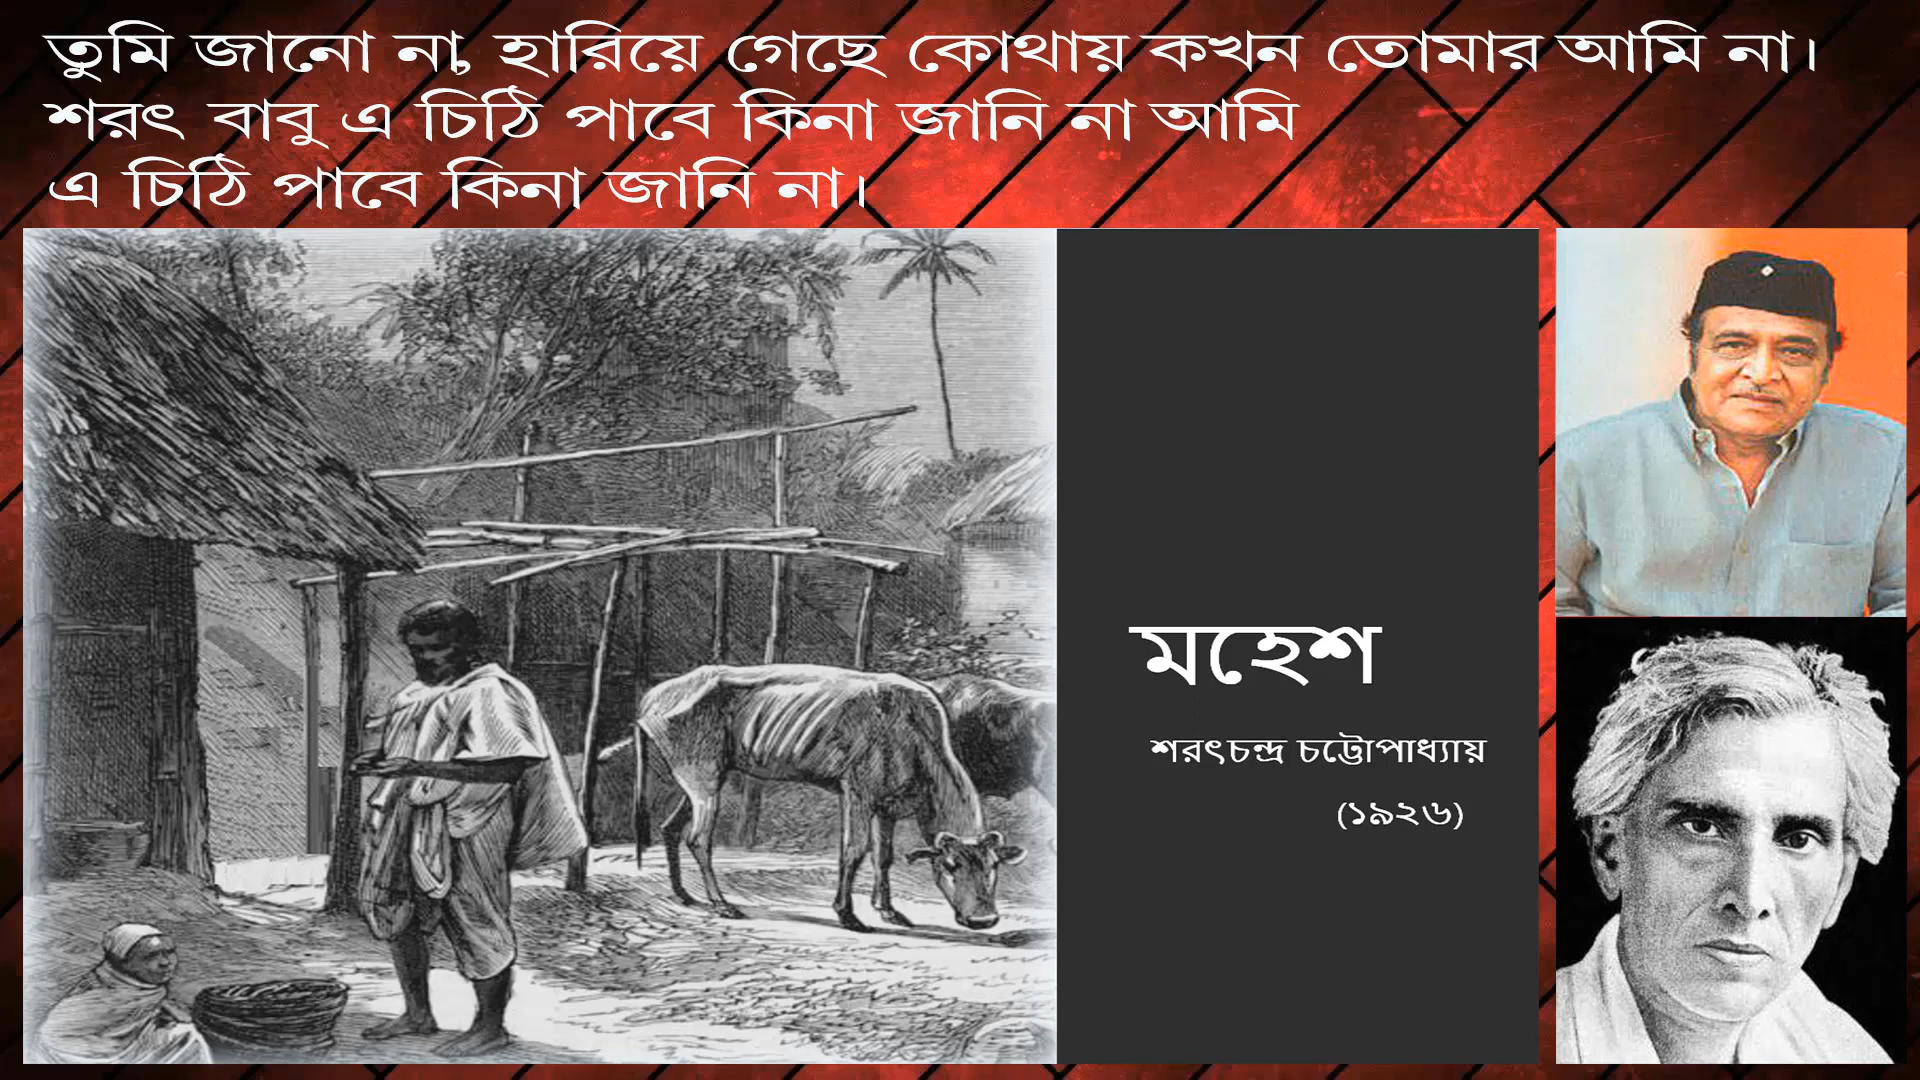 তুমি জানো না, হারিয়ে গেছে কোথায় কখন তোমার আমি না।
শরৎ বাবু এ চিঠি পাবে কিনা জানি না আমি
এ চিঠি পাবে কিনা জানি না।
মহেশ
শরৎচন্দ্র চট্টোপাধ্যায়
(১৯২৬)